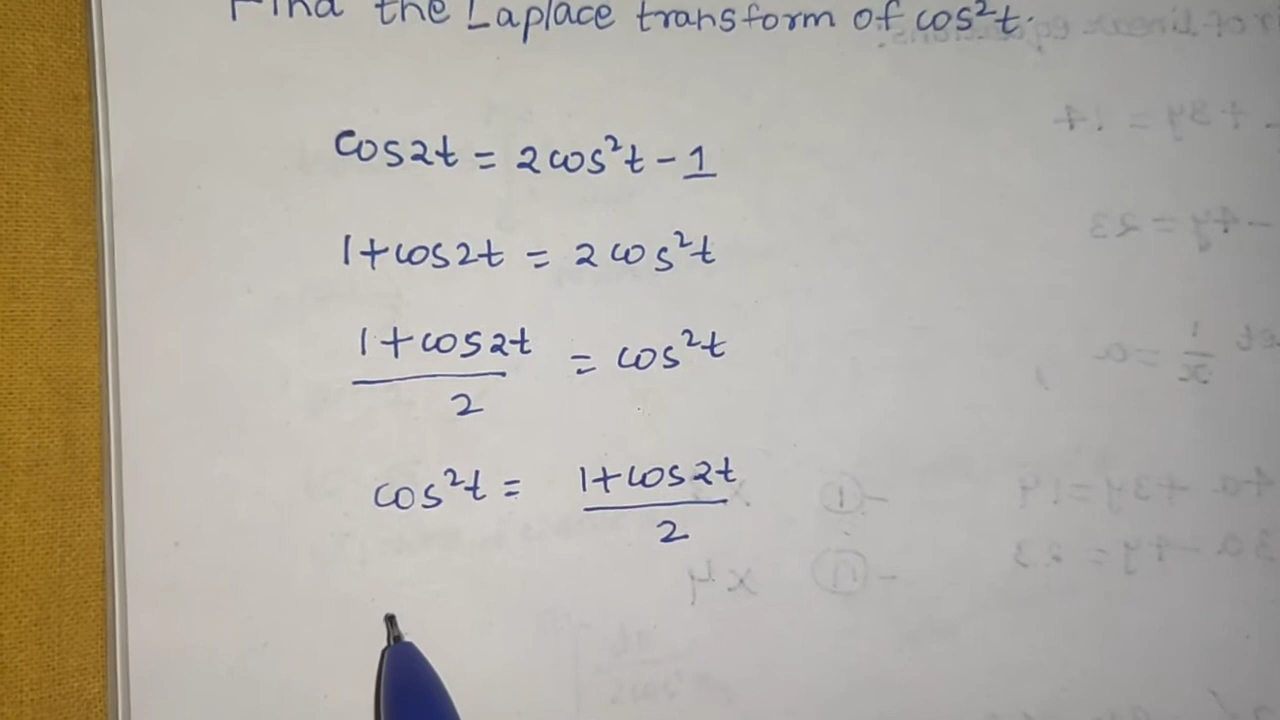 Find the Laplace transform of cos²t.
cos2t = 2cos²t - 1
1+cos2t = 2cos²t
1+cos2t
2
= cos²t
cos²t = 1+cos2t
2